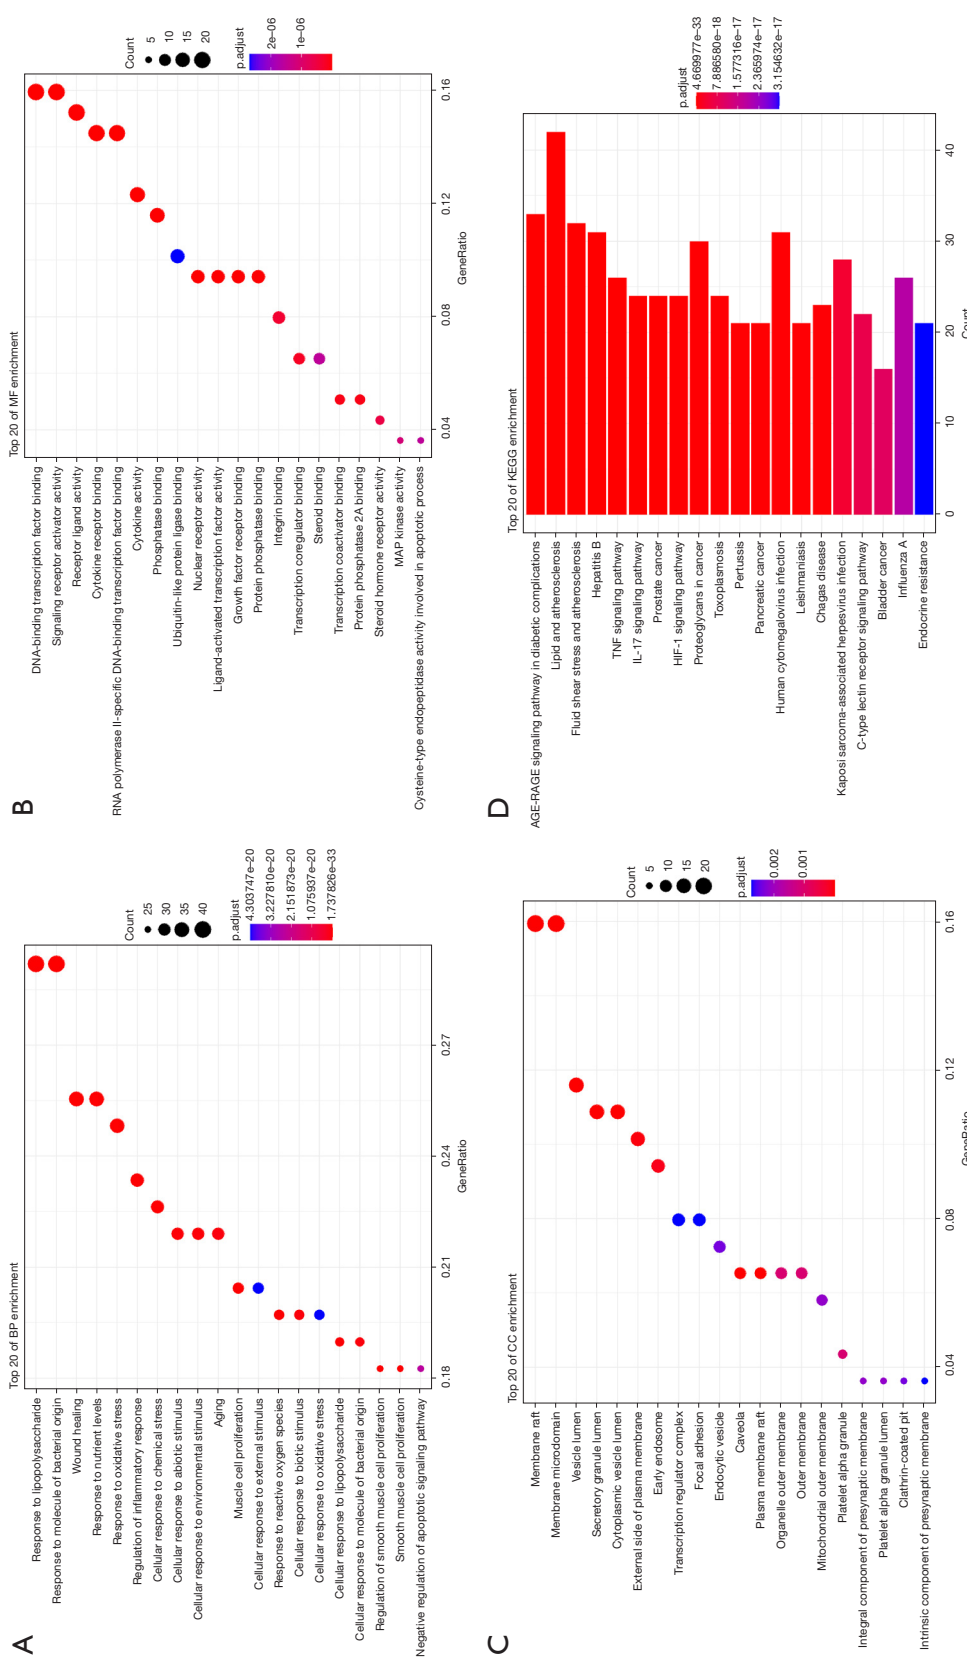 A
Top 20 of BP enrichment
Response to lipopolysaccharide
Response to molecule of bacterial origin
Wound healing
Response to nutrient levels
Response to oxidative stress
Regulation of inflammatory response
Cellular response to chemical stress
Cellular response to abiotic stimulus
Cellular response to environmental stimulus
Aging
Muscle cell proliferation
Cellular response to external stimulus
Response to reactive oxygen species
Cellular response to biotic stimulus
Cellular response to oxidative stress
Cellular response to lipopolysaccharide
Cellular response to molecule of bacterial origin
Regulation of smooth muscle cell proliferation
Smooth muscle cell proliferation
Negative regulation of apoptotic signaling pathway
0.18 0.21 0.24 0.27
GeneRatio
Count
25
30
35
40
p.adjust
4.303747e−20
3.227810e−20
2.151873e−20
1.075937e−20
1.737826e−33
B
Top 20 of MF enrichment
DNA-binding transcription factor binding
Signaling receptor activator activity
Receptor ligand activity
Cytokine receptor binding
RNA polymerase II-specific DNA-binding transcription factor binding
Cytokine activity
Phosphatase binding
Ubiquitin-like protein ligase binding
Nuclear receptor activity
Ligand-activated transcription factor activity
Growth factor receptor binding
Protein phosphatase binding
Integrin binding
Transcription coregulator binding
Steroid binding
Transcription coactivator binding
Protein phosphatase 2A binding
Steroid hormone receptor activity
MAP kinase activity
Cysteine-type endopeptidase activity involved in apoptotic process
0.04 0.08 0.12 0.16
GeneRatio
Count
5
10
15
20
p.adjust
2e−06
1e−06
C
Top 20 of CC enrichment
Membrane raft
Membrane microdomain
Vesicle lumen
Secretory granule lumen
Cytoplasmic vesicle lumen
External side of plasma membrane
Early endosome
Transcription regulator complex
Focal adhesion
Endocytic vesicle
Caveola
Plasma membrane raft
Organelle outer membrane
Outer membrane
Mitochondrial outer membrane
Platelet alpha granule
Integral component of presynaptic membrane
Platelet alpha granule lumen
Clathrin-coated pit
Intrinsic component of presynaptic membrane
0.04 0.08 0.12 0.16
GeneRatio
Count
5
10
15
20
p.adjust
0.002
0.001
D
Top 20 of KEGG enrichment
AGE-RAGE signaling pathway in diabetic complications
Lipid and atherosclerosis
Fluid shear stress and atherosclerosis
Hepatitis B
TNF signaling pathway
IL-17 signaling pathway
Prostate cancer
HIF-1 signaling pathway
Proteoglycans in cancer
Toxoplasmosis
Pertussis
Pancreatic cancer
Human cytomegalovirus infection
Leishmaniasis
Chagas disease
Kaposi sarcoma-associated herpesvirus infection
C-type lectin receptor signaling pathway
Bladder cancer
Influenza A
Endocrine resistance
0 10 20 30 40
Count
p.adjust
4.669977e−33
7.886580e−18
1.577316e−17
2.365974e−17
3.154632e−17